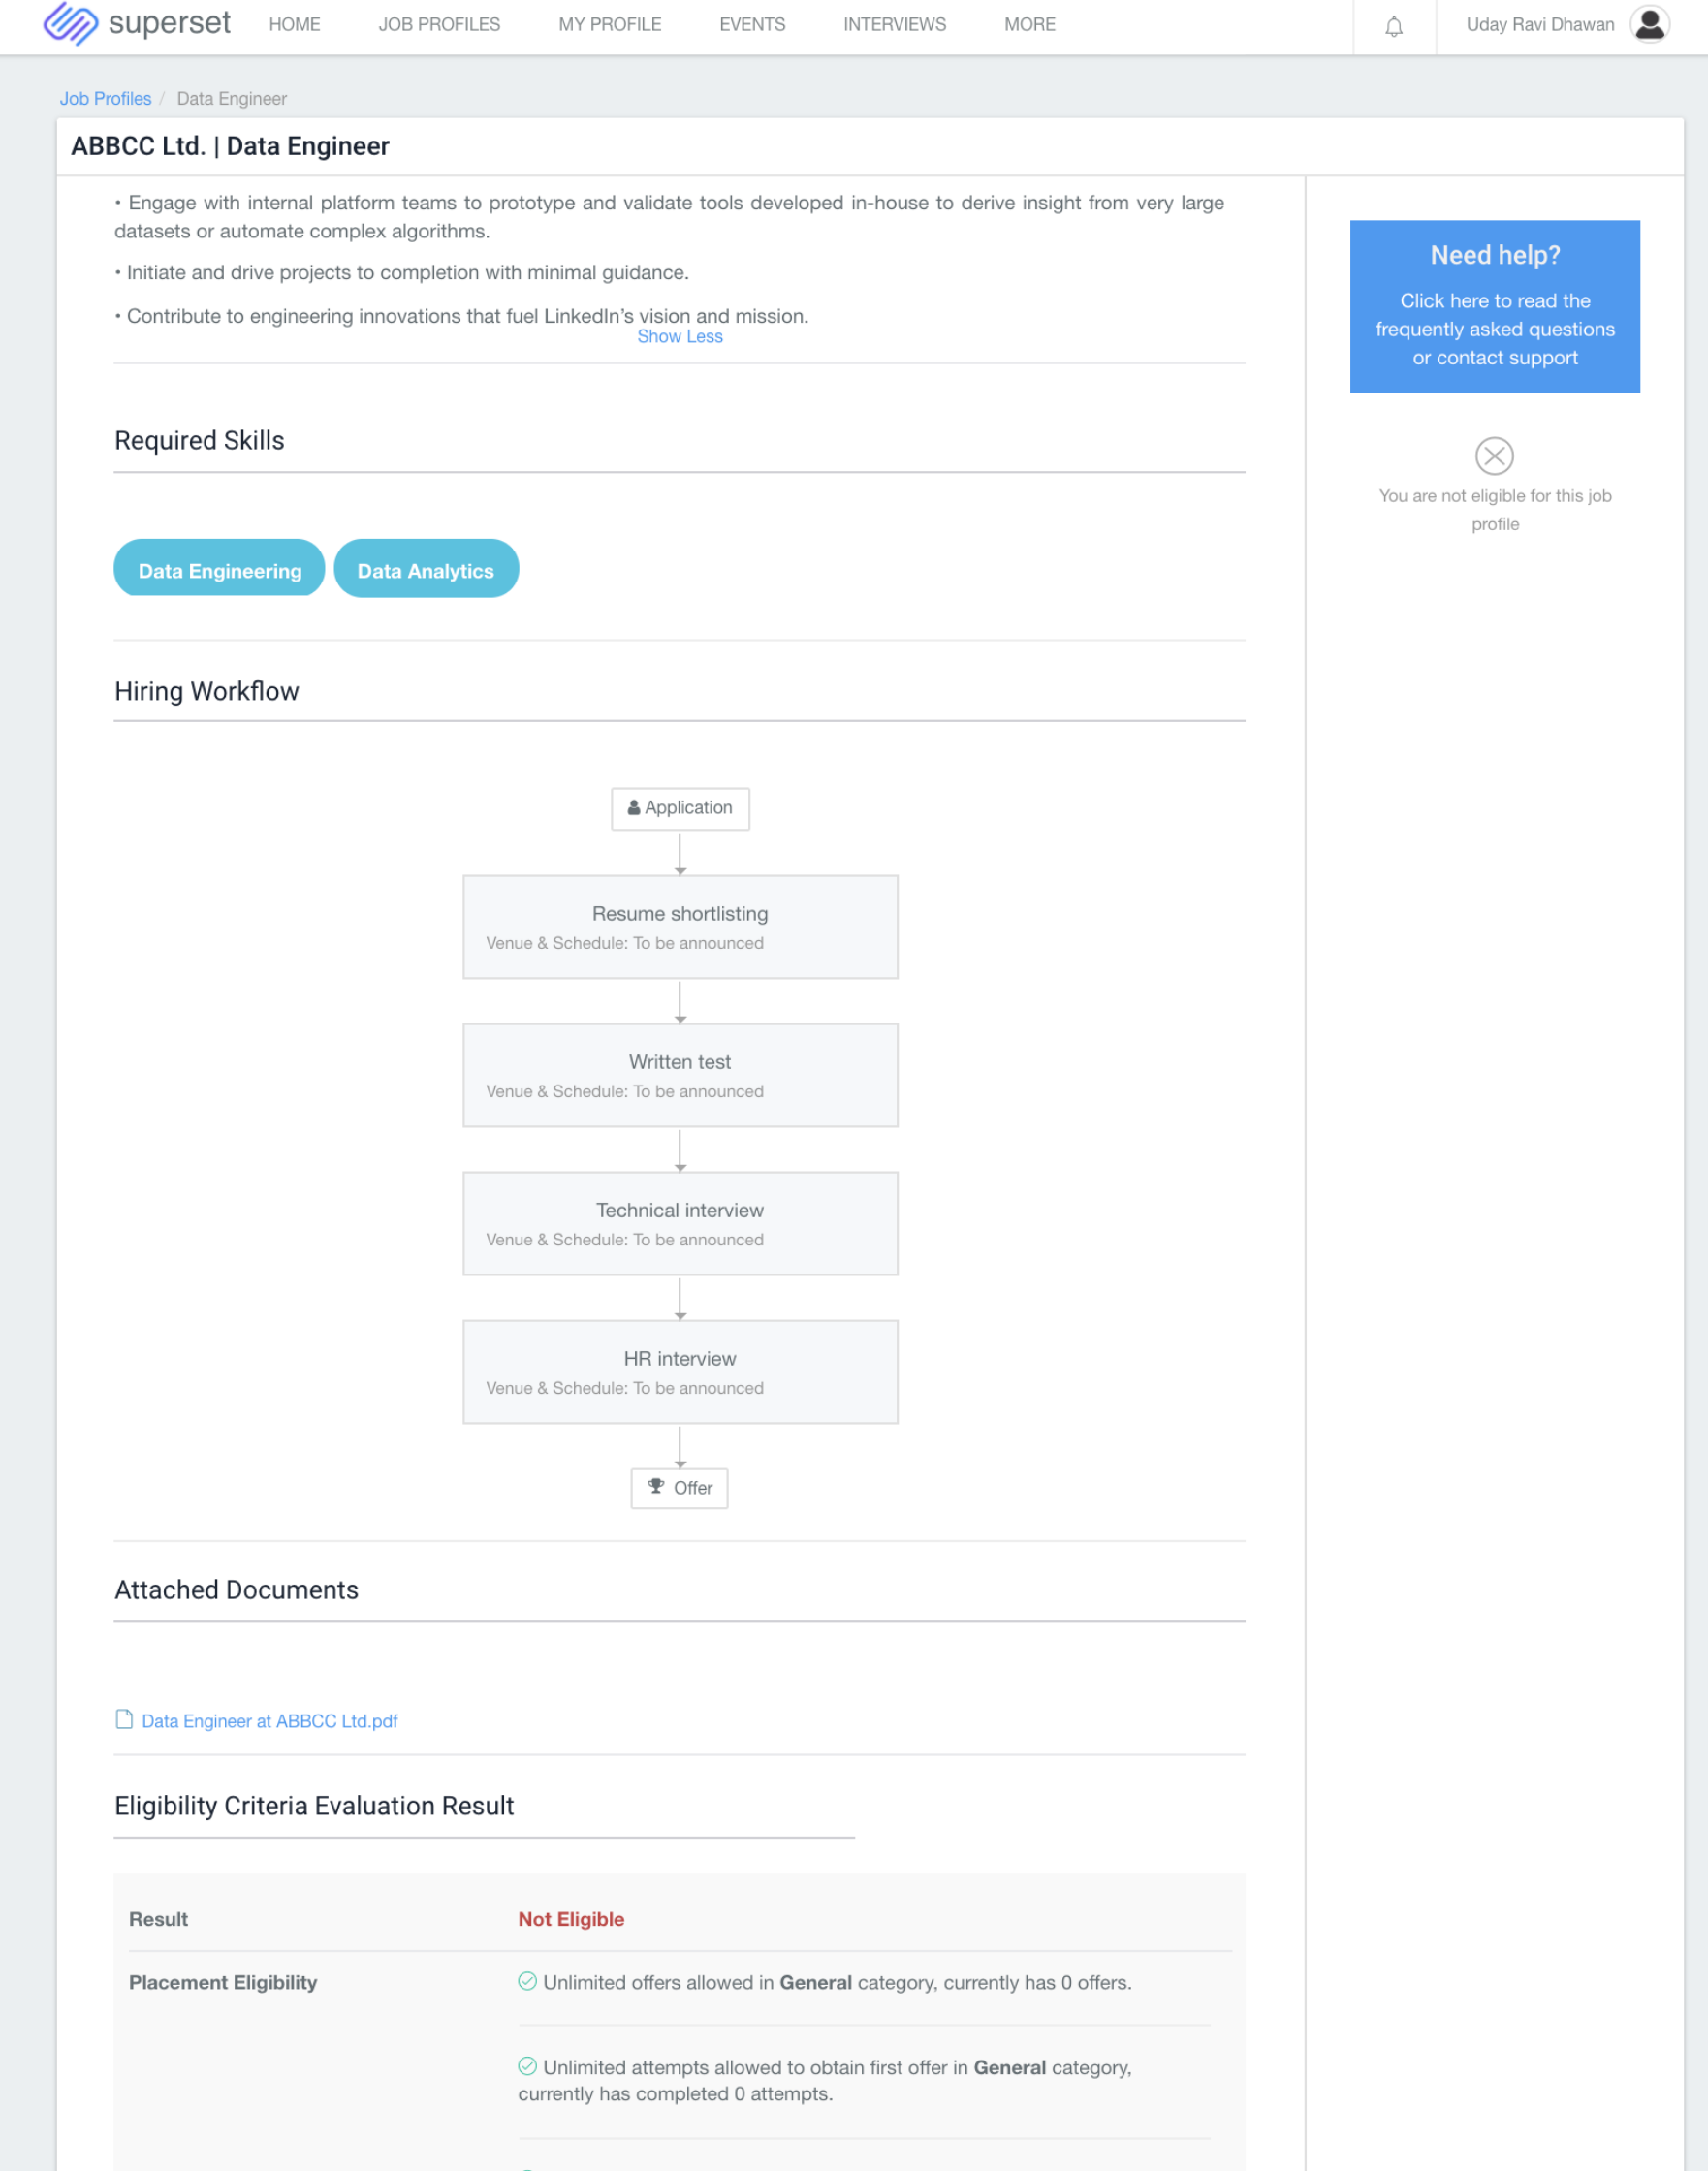 superset HOME JOB PROFILES MY PROFILE EVENTS INTERVIEWS MORE Uday Ravi Dhawan
Job Profiles / Data Engineer
ABBCC Ltd. | Data Engineer
• Engage with internal platform teams to prototype and validate tools developed in-house to derive insight from very large
datasets or automate complex algorithms.
• Initiate and drive projects to completion with minimal guidance.
• Contribute to engineering innovations that fuel LinkedIn’s vision and mission.
Show Less
Need help?
Click here to read the
frequently asked questions
or contact support
You are not eligible for this job
profile
Required Skills
Data Engineering Data Analytics
Hiring Workflow
Application
Resume shortlisting
Venue & Schedule: To be announced
Written test
Venue & Schedule: To be announced
Technical interview
Venue & Schedule: To be announced
HR interview
Venue & Schedule: To be announced
Offer
Attached Documents
Data Engineer at ABBCC Ltd.pdf
Eligibility Criteria Evaluation Result
Result Not Eligible
Placement Eligibility Unlimited offers allowed in General category, currently has 0 offers.
Unlimited attempts allowed to obtain first offer in General category,
currently has completed 0 attempts.